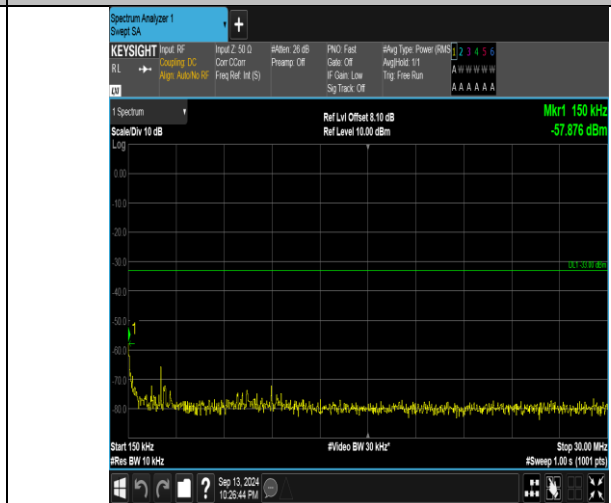 Spectrum Analyzer 1
Swept SA
+
KEYSIGHT Input: RF Input Z: 50 Ω #Atten: 26 dB PNO: Fast #Avg Type: Power (RMS 1 2 3 4 5 6
RL Coupling: DC Corr CCorr Preamp: Off Gate: Off Avg|Hold: 1/1 A W W W W W
Align: Auto/No RF Freq Ref: Int (S) IF Gain: Low Trig: Free Run
Sig Track: Off A A A A A A
LXI
1 Spectrum Ref Lvl Offset 8.10 dB Mkr1 150 kHz
Scale/Div 10 dB Ref Level 10.00 dBm -57.876 dBm
Log
0.00
-10.0
-20.0
-30.0
DL1 -33.00 dBm
-40.0
-50.0
1
-60.0
-70.0
-80.0
Start 150 kHz #Video BW 30 kHz* Stop 30.00 MHz
#Res BW 10 kHz #Sweep 1.00 s (1001 pts)
? Sep 13, 2024
10:26:44 PM